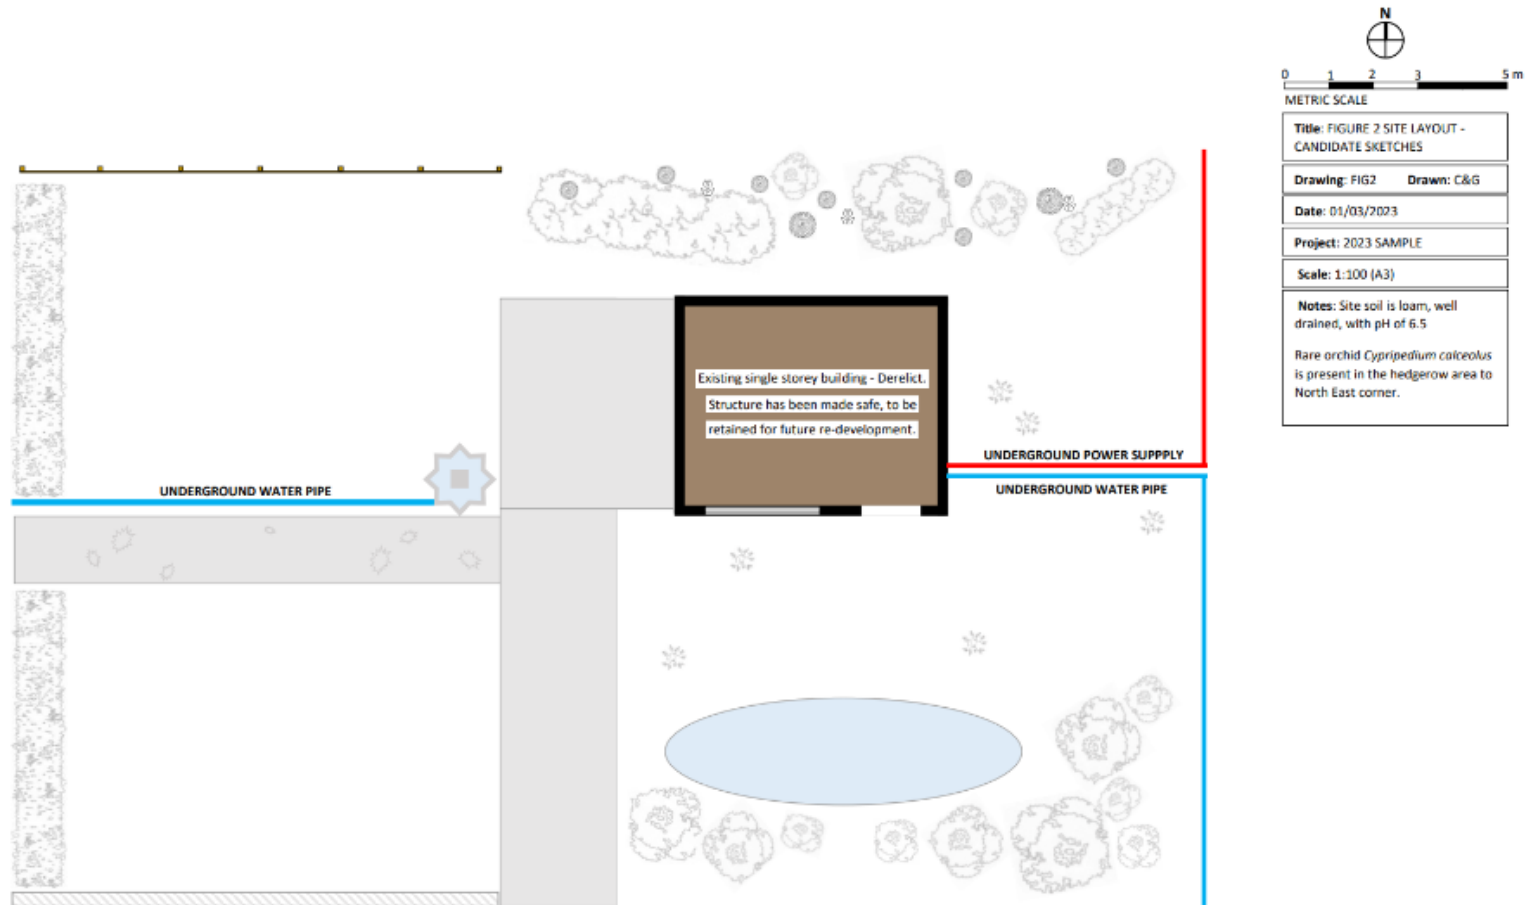 N
0 1 2 3 5 m
METRIC SCALE
Title: FIGURE 2 SITE LAYOUT -
CANDIDATE SKETCHES
Drawing: FIG2 Drawn: C&G
Date: 01/03/2023
Project: 2023 SAMPLE
Scale: 1:100 (A3)
Notes: Site soil is loam, well
drained, with pH of 6.5
Rare orchid Cypripedium calceolus
is present in the hedgerow area to
North East corner.
Existing single storey building - Derelict.
Structure has been made safe, to be
retained for future re-development.
UNDERGROUND POWER SUPPPLY
UNDERGROUND WATER PIPE
UNDERGROUND WATER PIPE